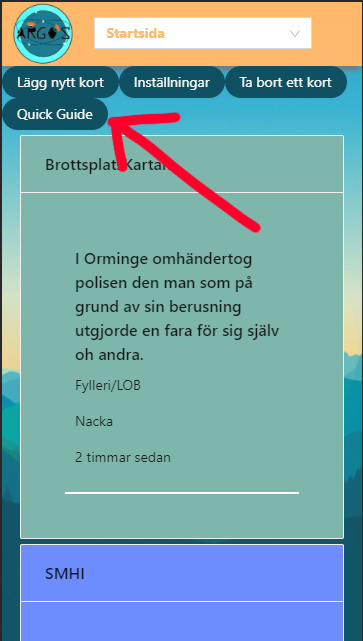 ARGOS
Startsida
Lägg nytt kort
Inställningar
Ta bort ett kort
Quick Guide
Brottsplats Kartan
I Orminge omhändertog
polisen den man som på
grund av sin berusning
utgjorde en fara för sig själv
oh andra.
Fylleri/LOB
Nacka
2 timmar sedan
SMHI